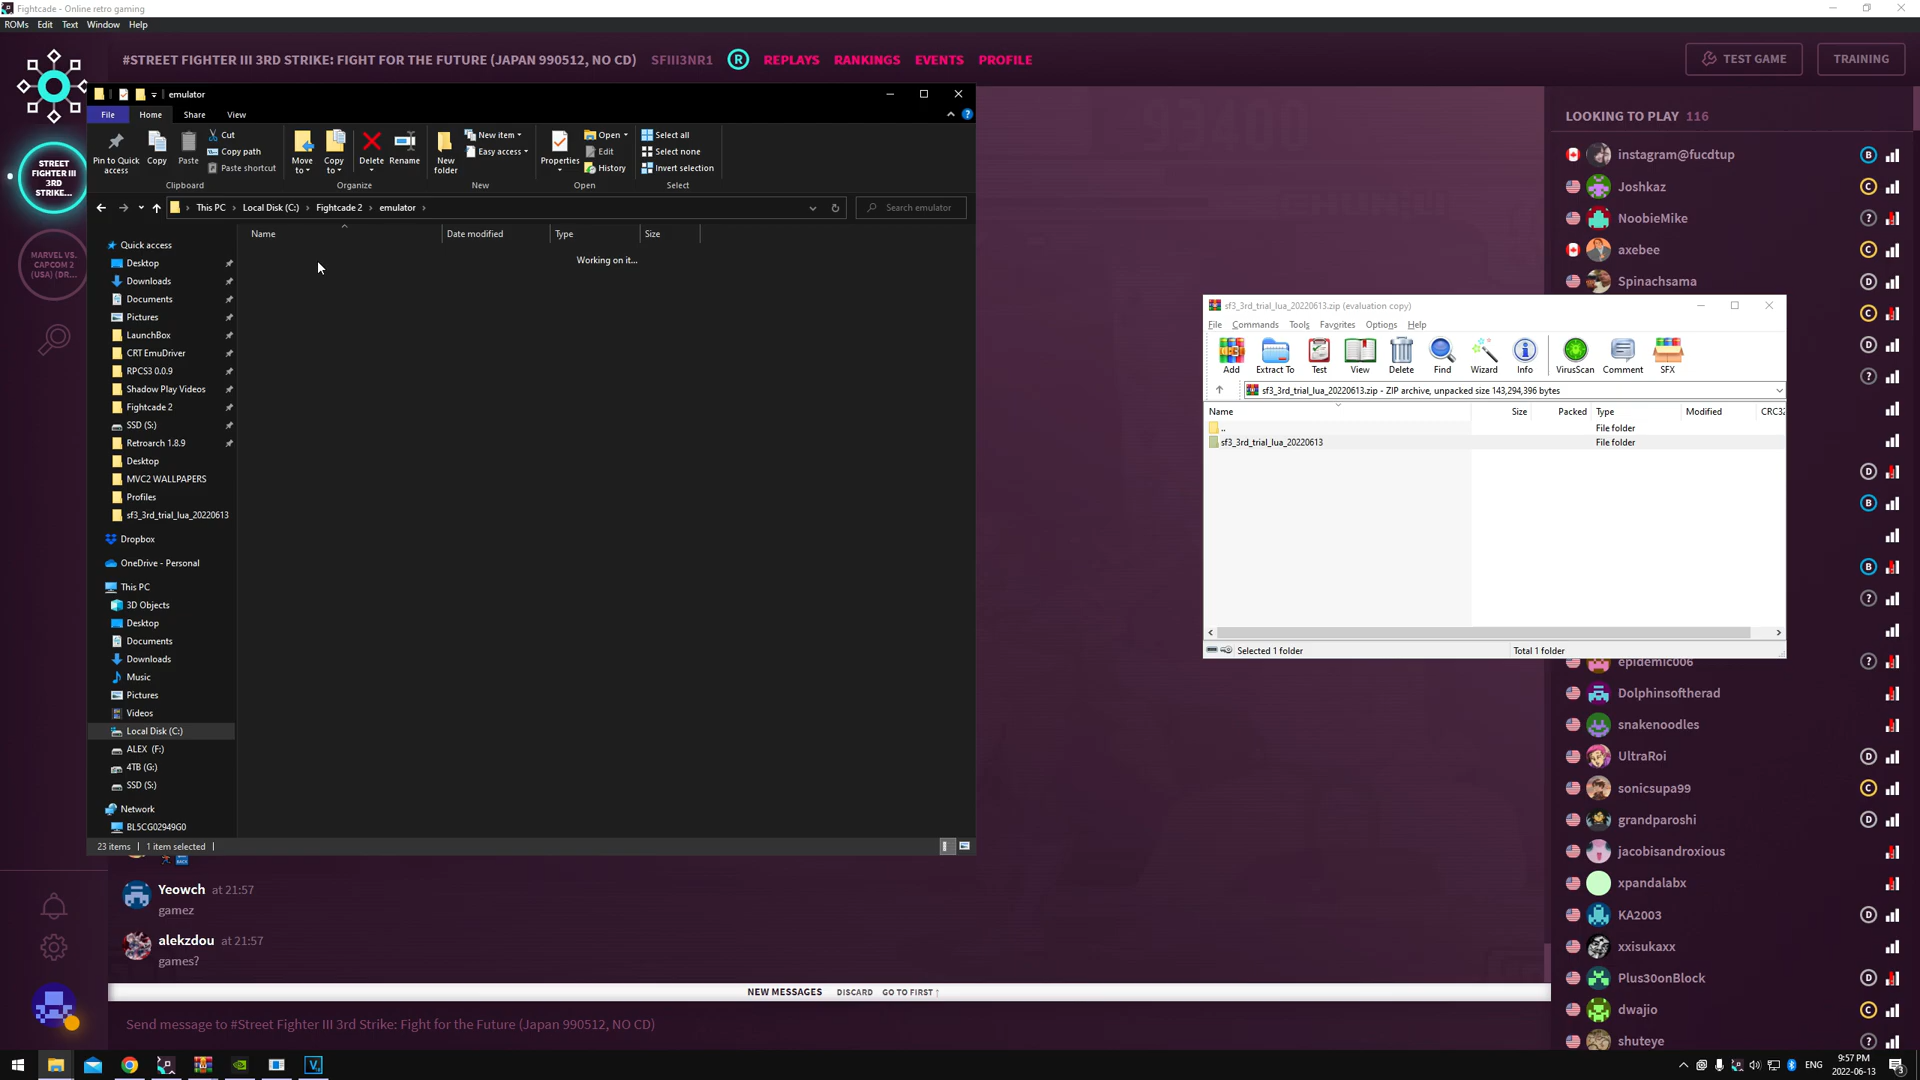 Fightcade - Online retro gaming
ROMs Edit Text Window Help
#STREET FIGHTER III 3RD STRIKE: FIGHT FOR THE FUTURE (JAPAN 990512, NO CD) SFIII3NR1 R REPLAYS RANKINGS EVENTS PROFILE
TEST GAME
TRAINING
STREET
FIGHTER III
3RD
STRIKE...
MARVEL VS.
CAPCOM 2
(USA) (DR...
emulator
File Home Share View
Pin to Quick access
Copy
Paste
Cut
Copy path
Paste shortcut
Clipboard
Move to
Copy to
Delete
Rename
Organize
New folder
New item
Easy access
New
Properties
Open
Edit
History
Open
Select all
Select none
Invert selection
Select
This PC > Local Disk (C:) > Fightcade 2 > emulator >
Search emulator
Name Date modified Type Size
Working on it...
Quick access
Desktop
Downloads
Documents
Pictures
LaunchBox
CRT EmuDriver
RPCS3 0.0.9
Shadow Play Videos
Fightcade 2
SSD (S:)
Retroarch 1.8.9
Desktop
MVC2 WALLPAPERS
Profiles
sf3_3rd_trial_lua_20220613
Dropbox
OneDrive - Personal
This PC
3D Objects
Desktop
Documents
Downloads
Music
Pictures
Videos
Local Disk (C:)
ALEX (F:)
4TB (G:)
SSD (S:)
Network
BL5CG02949G0
23 items 1 item selected
sf3_3rd_trial_lua_20220613.zip (evaluation copy)
File Commands Tools Favorites Options Help
Add Extract To Test View Delete Find Wizard Info VirusScan Comment SFX
sf3_3rd_trial_lua_20220613.zip - ZIP archive, unpacked size 143,294,396 bytes
Name Size Packed Type Modified CRC32
.. File folder
sf3_3rd_trial_lua_20220613 File folder
Selected 1 folder Total 1 folder
LOOKING TO PLAY 116
instagram@fucdtup B
Joshkaz C
NoobieMike ?
axebee C
Spinachsama D
C
D
?
D
B
B
?
epidemic006 ?
Dolphinsoftherad
snakenoodles
UltraRoi D
sonicsupa99 C
grandparoshi D
jacobisandroxious
xpandalabx
KA2003 D
xxisukaxx
Plus30onBlock D
dwajio C
shuteye ?
Yeowch at 21:57
gamez
alekzdou at 21:57
games?
NEW MESSAGES DISCARD GO TO FIRST ↑
Send message to #Street Fighter III 3rd Strike: Fight for the Future (Japan 990512, NO CD)
ENG
9:57 PM
2022-06-13